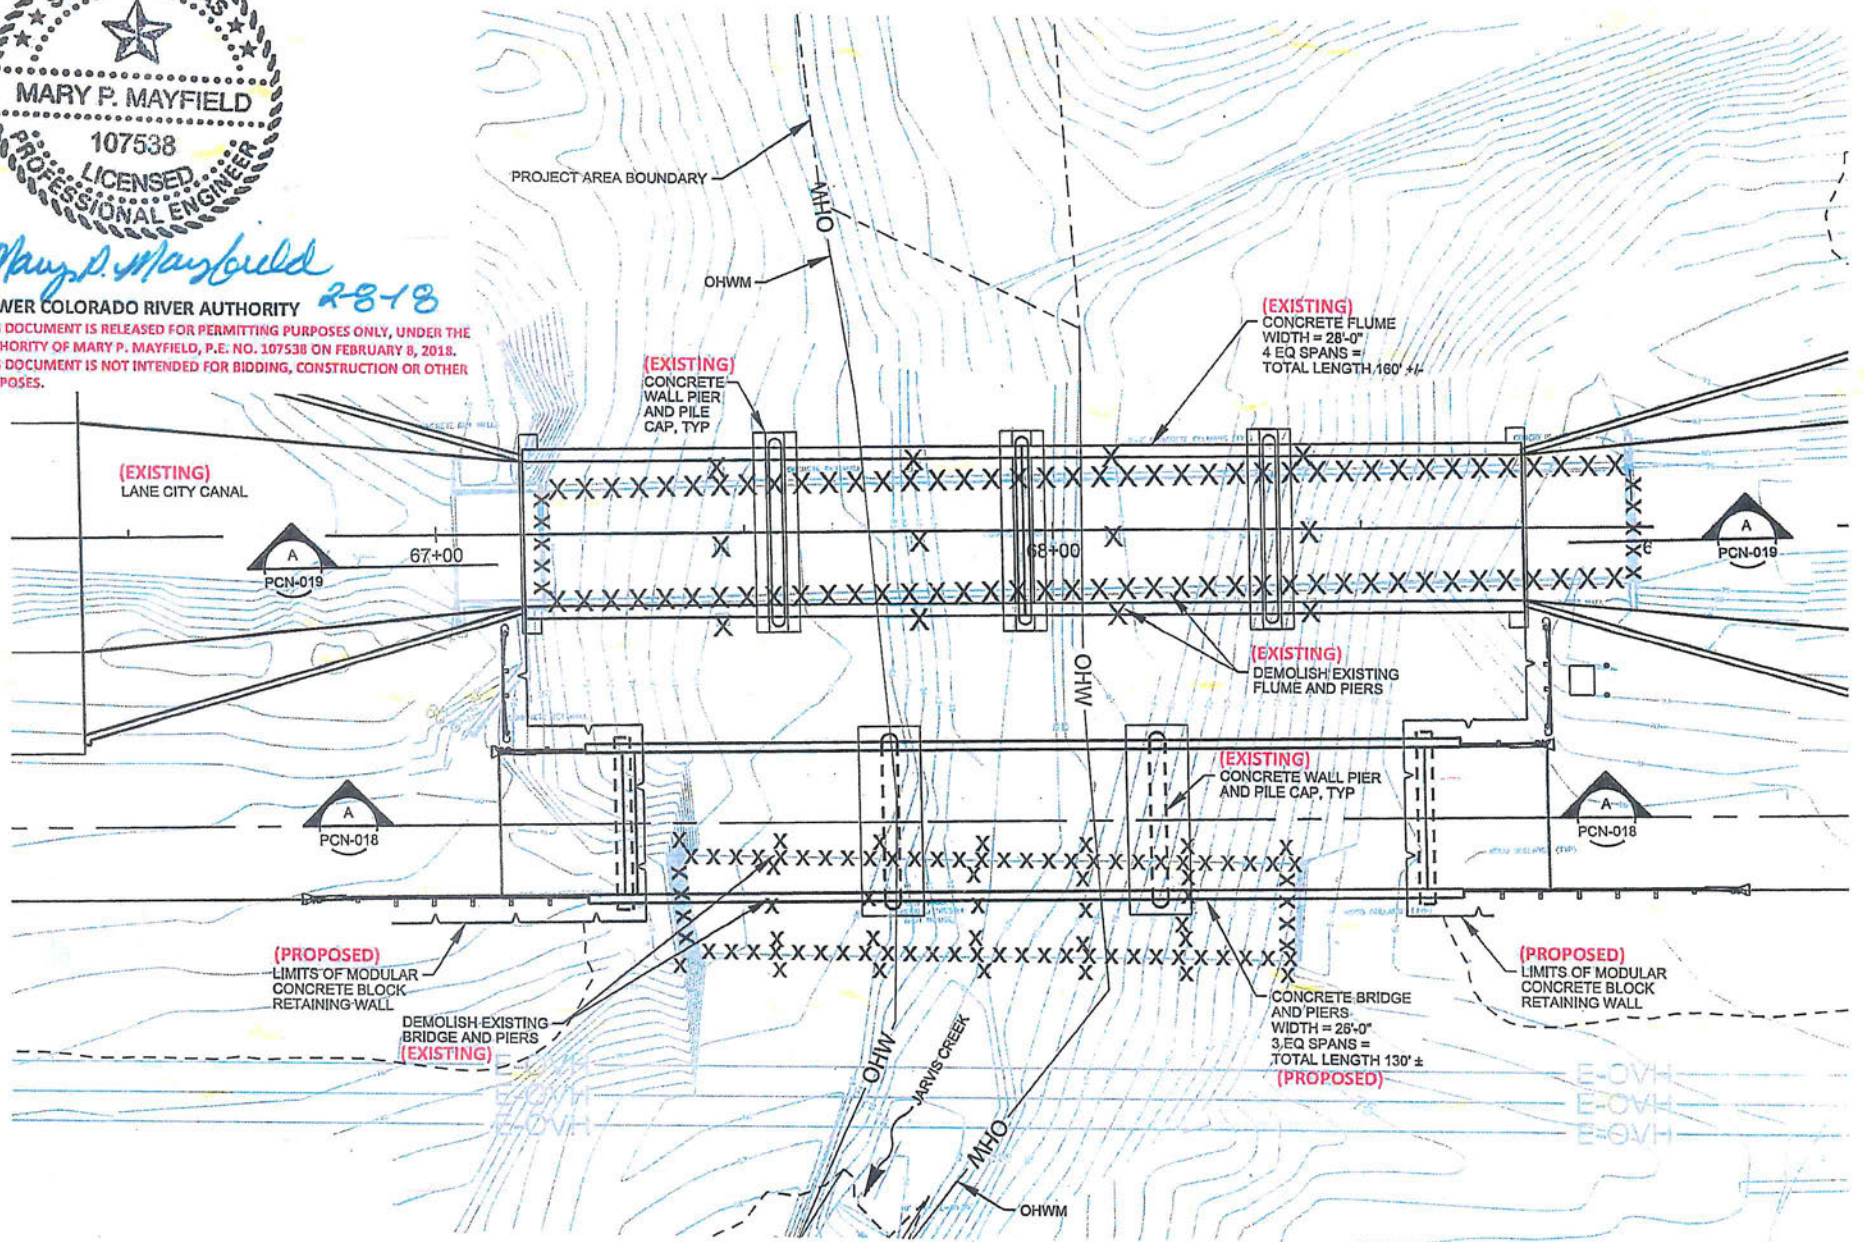 MARY P. MAYFIELD
107538
LICENSED
PROFESSIONAL ENGINEER
Mary P. Mayfield
2-8-18
WER COLORADO RIVER AUTHORITY
DOCUMENT IS RELEASED FOR PERMITTING PURPOSES ONLY, UNDER THE
HORITY OF MARY P. MAYFIELD, P.E. NO. 107538 ON FEBRUARY 8, 2018.
DOCUMENT IS NOT INTENDED FOR BIDDING, CONSTRUCTION OR OTHER
POSES.
PROJECT AREA BOUNDARY
OHW
OHWM
(EXISTING)
CONCRETE FLUME
WIDTH = 28'-0"
4 EQ SPANS =
TOTAL LENGTH 160' +/-
(EXISTING)
CONCRETE
WALL PIER
AND PILE
CAP, TYP
(EXISTING)
LANE CITY CANAL
A
PCN-019
67+00
68+00
6
A
PCN-019
(EXISTING)
DEMOLISH EXISTING
FLUME AND PIERS
OHW
(EXISTING)
CONCRETE WALL PIER
AND PILE CAP, TYP
A
PCN-018
A
PCN-018
(PROPOSED)
LIMITS OF MODULAR
CONCRETE BLOCK
RETAINING WALL
(PROPOSED)
LIMITS OF MODULAR
CONCRETE BLOCK
RETAINING WALL
DEMOLISH EXISTING
BRIDGE AND PIERS
(EXISTING)
CONCRETE BRIDGE
AND PIERS
WIDTH = 26'-0"
3 EQ SPANS =
TOTAL LENGTH 130' ±
(PROPOSED)
OHW
JARVIS CREEK
E-OVH
E-OVH
E-OVH
E-OVH
E-OVH
E-OVH
OHW
OHWM